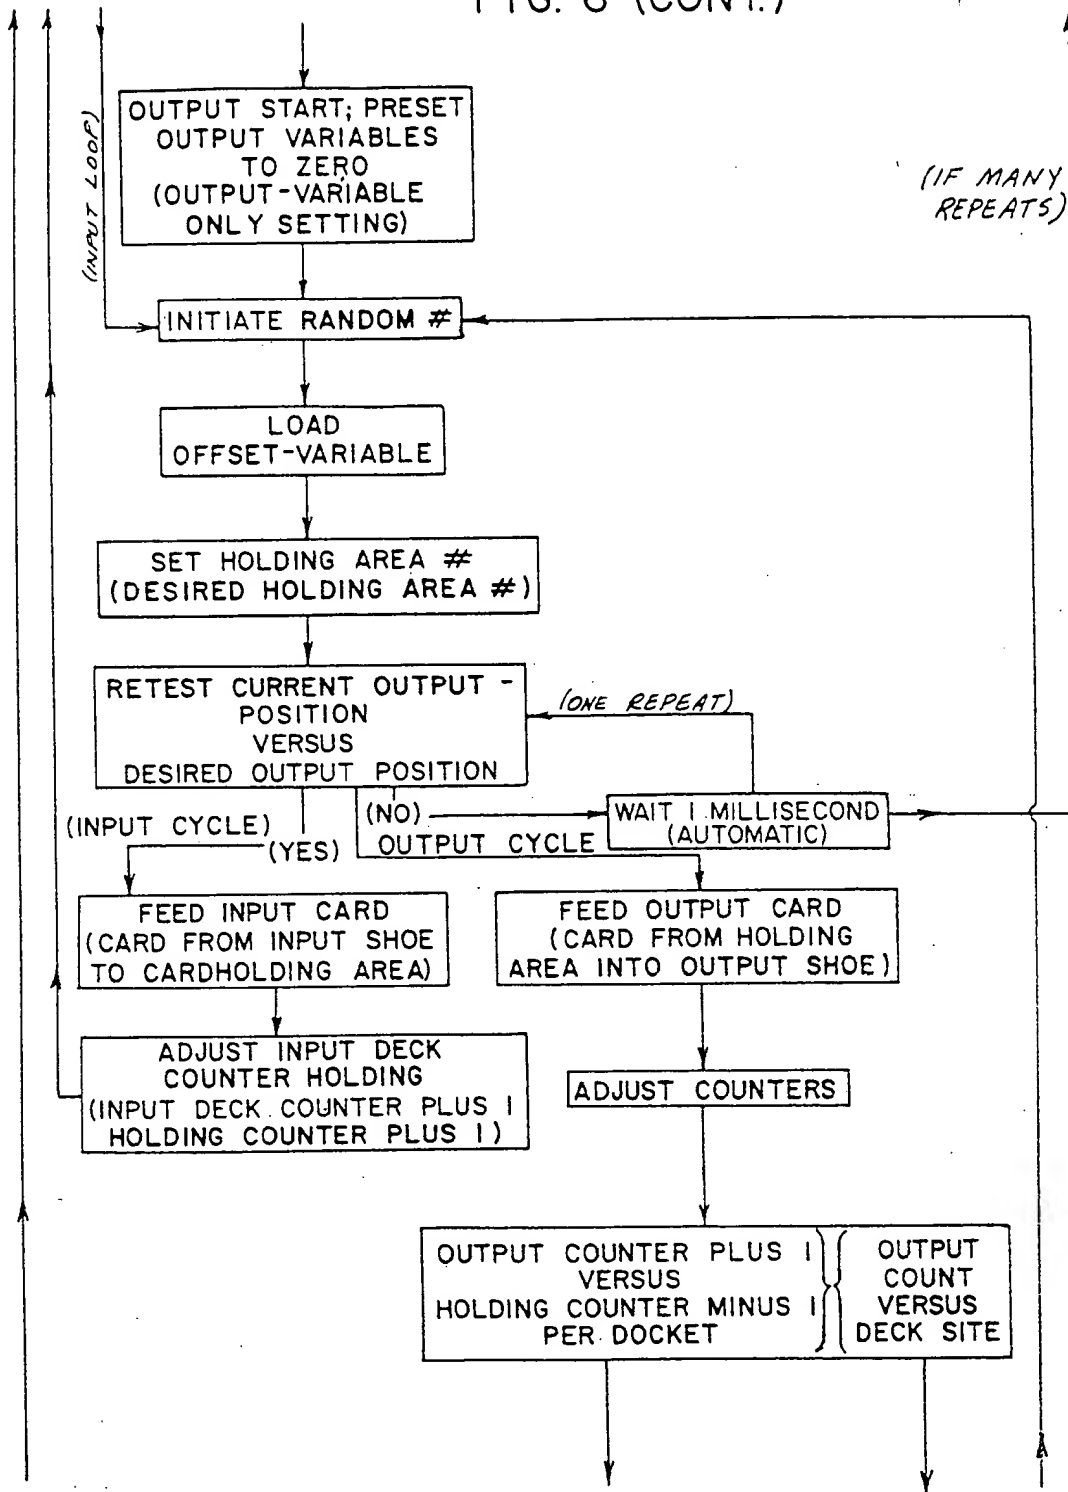 FIG. 8 (CONT.)
OUTPUT START; PRESET
OUTPUT VARIABLES
TO ZERO
(OUTPUT-VARIABLE
ONLY SETTING)
(INPUT LOOP)
(IF MANY
REPEATS)
INITIATE RANDOM #
LOAD
OFFSET-VARIABLE
SET HOLDING AREA #
(DESIRED HOLDING AREA #)
RETEST CURRENT OUTPUT -
POSITION
VERSUS
DESIRED OUTPUT POSITION
(ONE REPEAT)
(INPUT CYCLE)
(YES)
(NO)
OUTPUT CYCLE
WAIT 1 MILLISECOND
(AUTOMATIC)
FEED INPUT CARD
(CARD FROM INPUT SHOE
TO CARDHOLDING AREA)
FEED OUTPUT CARD
(CARD FROM HOLDING
AREA INTO OUTPUT SHOE)
ADJUST INPUT DECK
COUNTER HOLDING
(INPUT DECK COUNTER PLUS 1
HOLDING COUNTER PLUS 1)
ADJUST COUNTERS
OUTPUT COUNTER PLUS 1
VERSUS
HOLDING COUNTER MINUS 1
PER DOCKET
OUTPUT
COUNT
VERSUS
DECK SITE